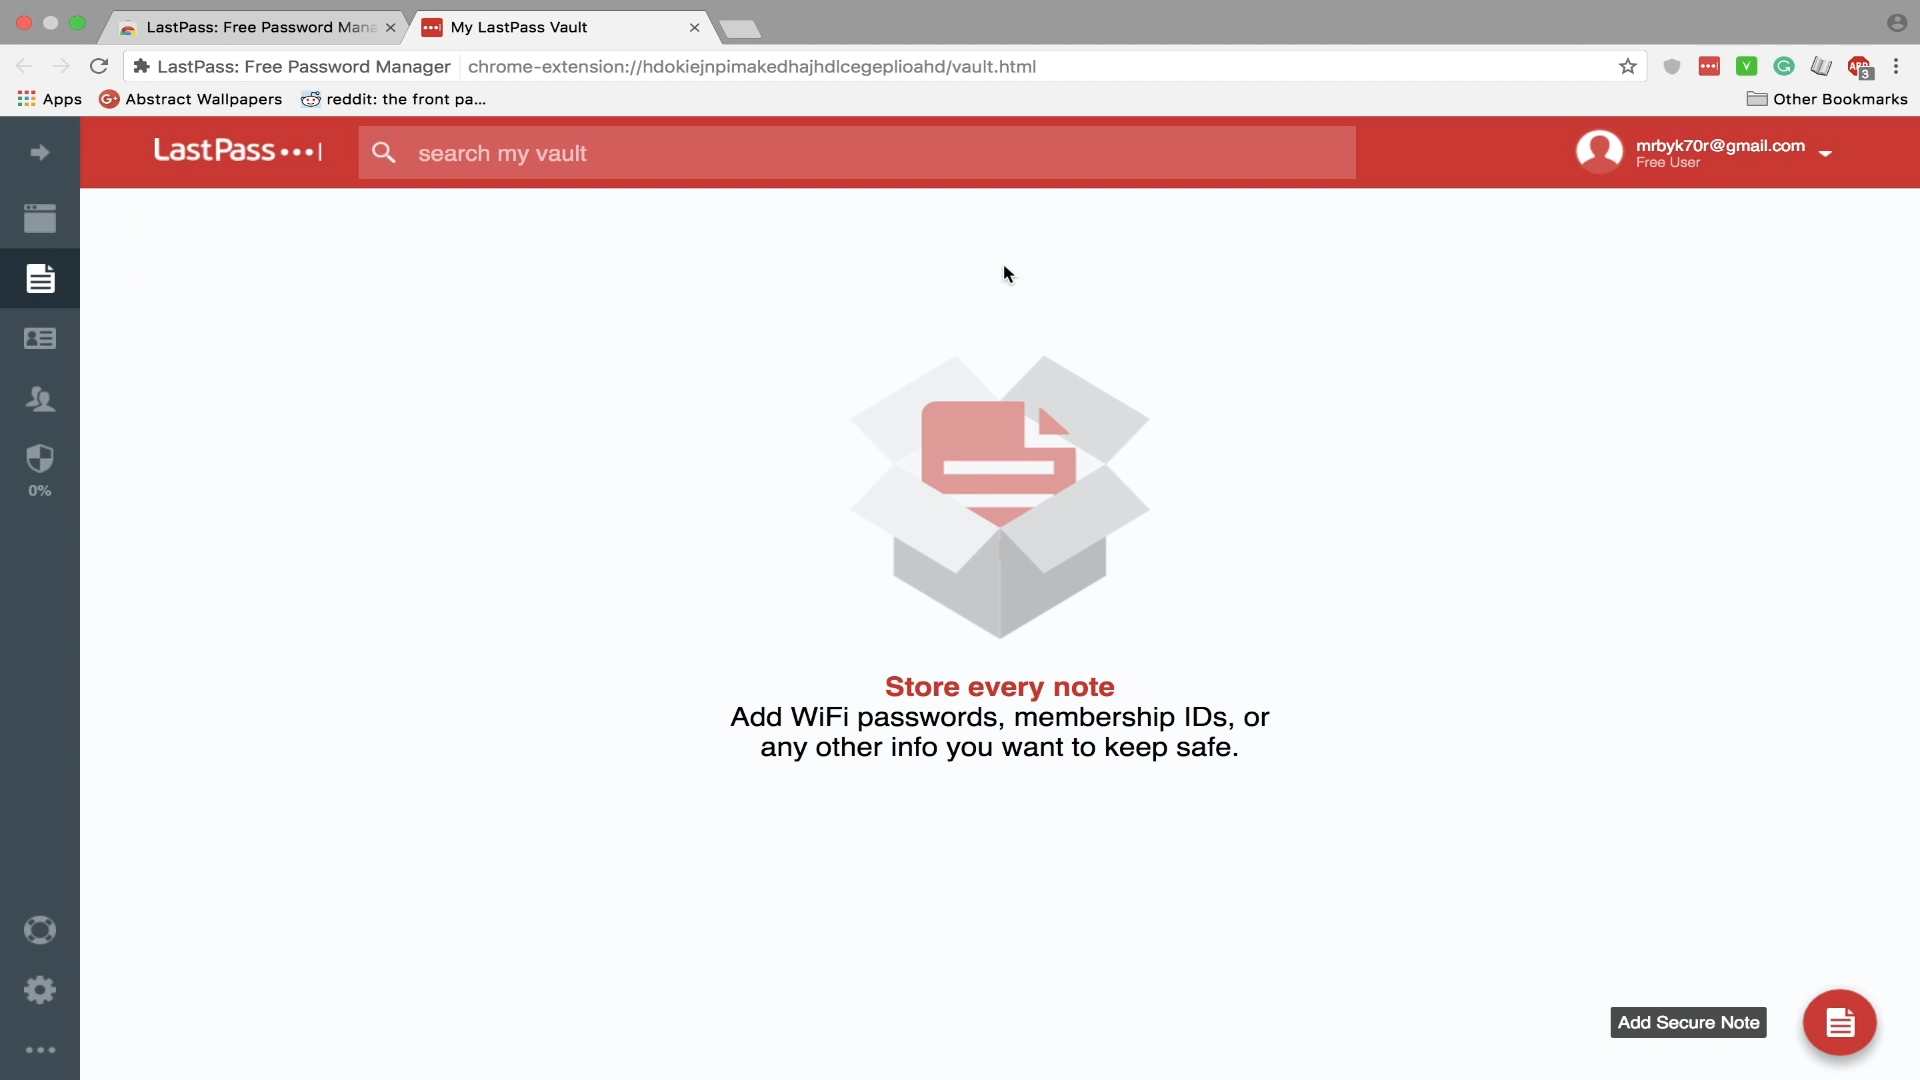 LastPass: Free Password Mana
My LastPass Vault
LastPass: Free Password Manager
chrome-extension://hdokiejnpimakedhajhdlcegeplioahd/vault.html
V
G
ABP
3
Apps
G+
Abstract Wallpapers
reddit: the front pa...
Other Bookmarks
LastPass
search my vault
mrbyk70r@gmail.com
Free User
0%
Store every note
Add WiFi passwords, membership IDs, or
any other info you want to keep safe.
Add Secure Note